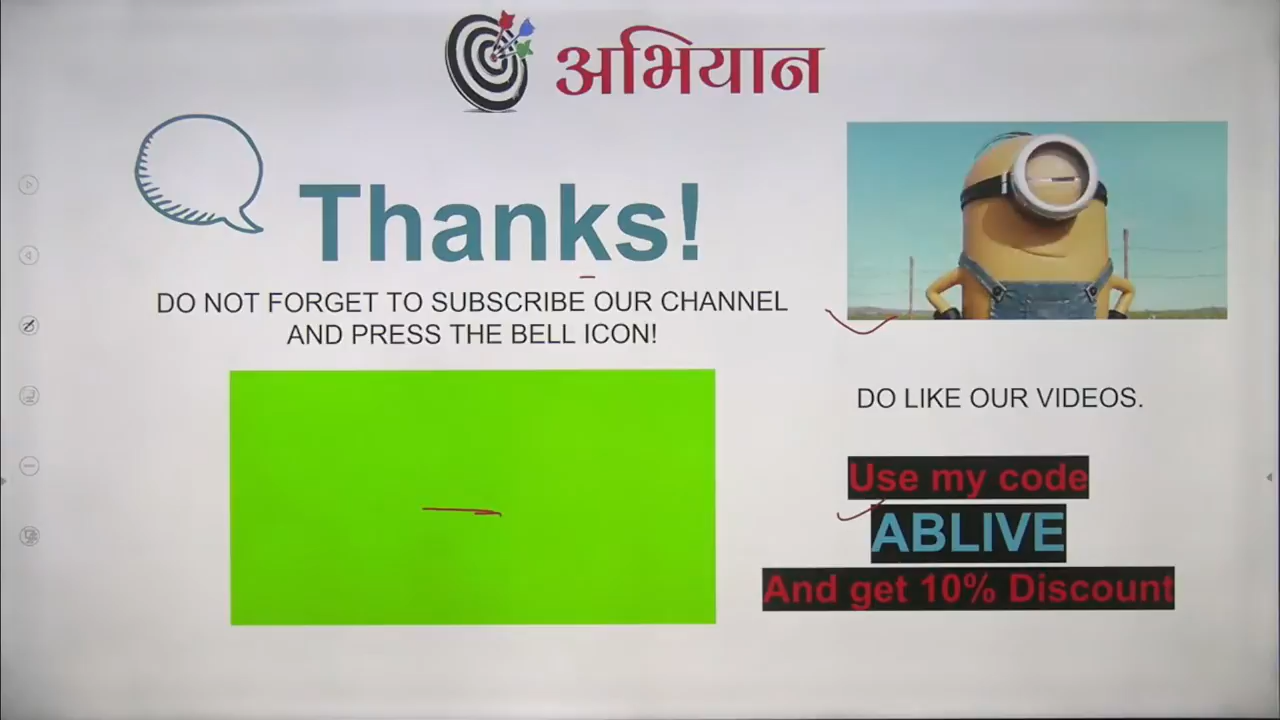 अभियान
Thanks!
DO NOT FORGET TO SUBSCRIBE OUR CHANNEL
AND PRESS THE BELL ICON!
DO LIKE OUR VIDEOS.
Use my code
ABLIVE
And get 10% Discount